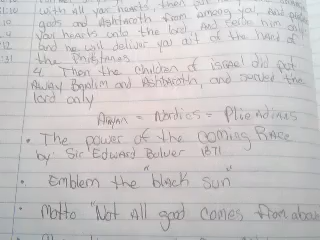 with all your hearts, then put
gods and Ashtaroth from among you, and
your hearts unto the lord, and serve him only
and he will deliver you out of the hand of
the Philistines.
4. Then the children of ISRAEL did put
AWAY Baalim and Ashtaroth, and served the
lord only
Aryan = Nordics = Plieadians
• The power of the coming Race
by: Sir Edward Bulwer 1871
• Emblem the "black sun"
• Motto "Not All good comes from above